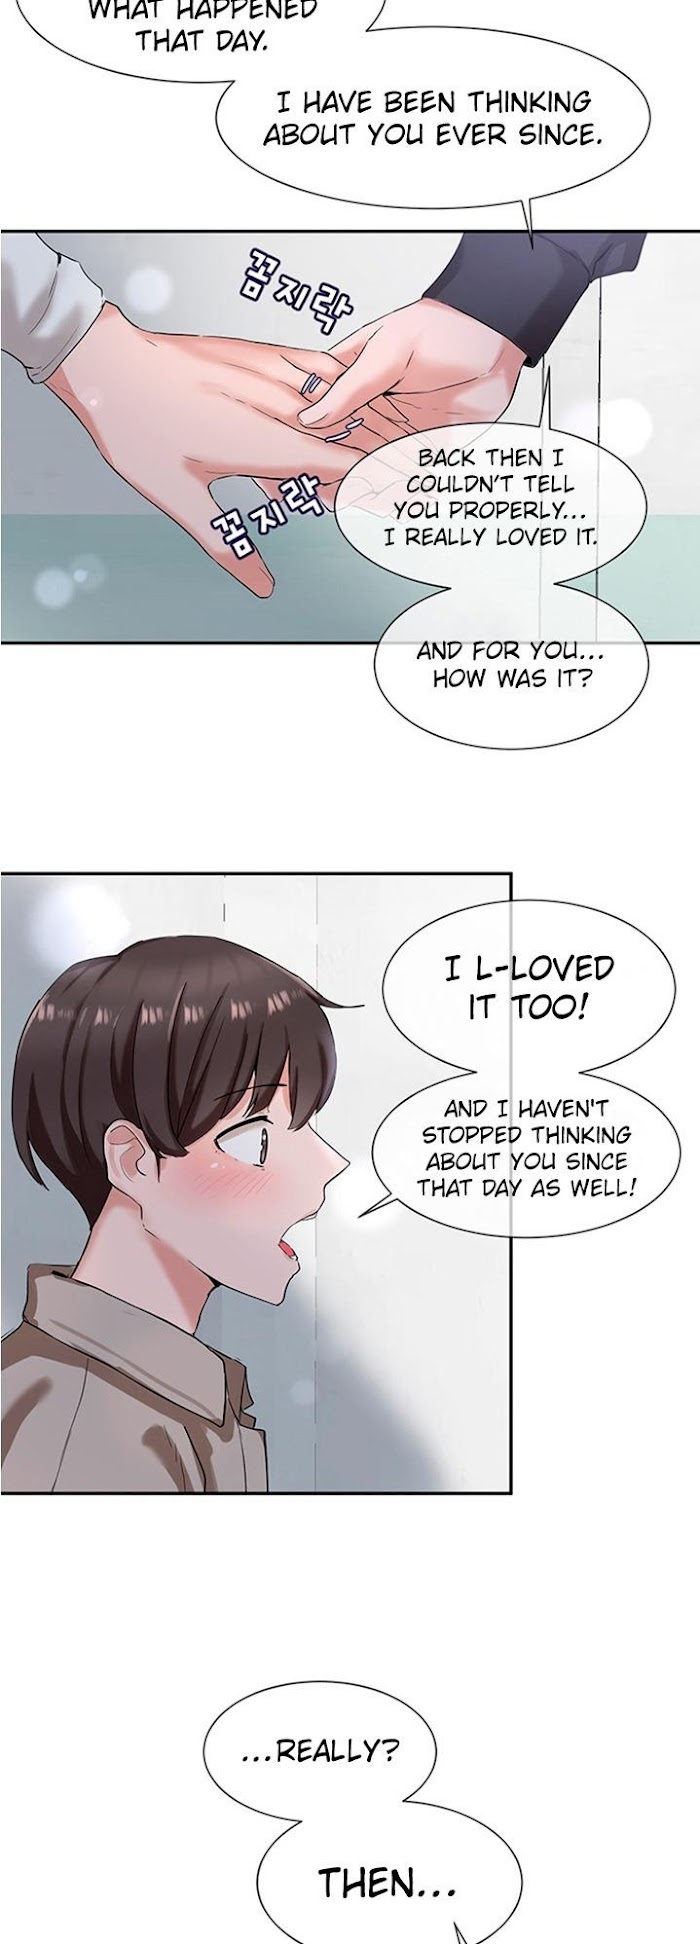 WHAT HAPPENED
THAT DAY.
I HAVE BEEN THINKING
ABOUT YOU EVER SINCE.
꼼지락
BACK THEN I
COULDN'T TELL
YOU PROPERLY...
I REALLY LOVED IT.
꼼지락
AND FOR YOU...
HOW WAS IT?
I L-LOVED
IT TOO!
AND I HAVEN'T
STOPPED THINKING
ABOUT YOU SINCE
THAT DAY AS WELL!
...REALLY?
THEN...